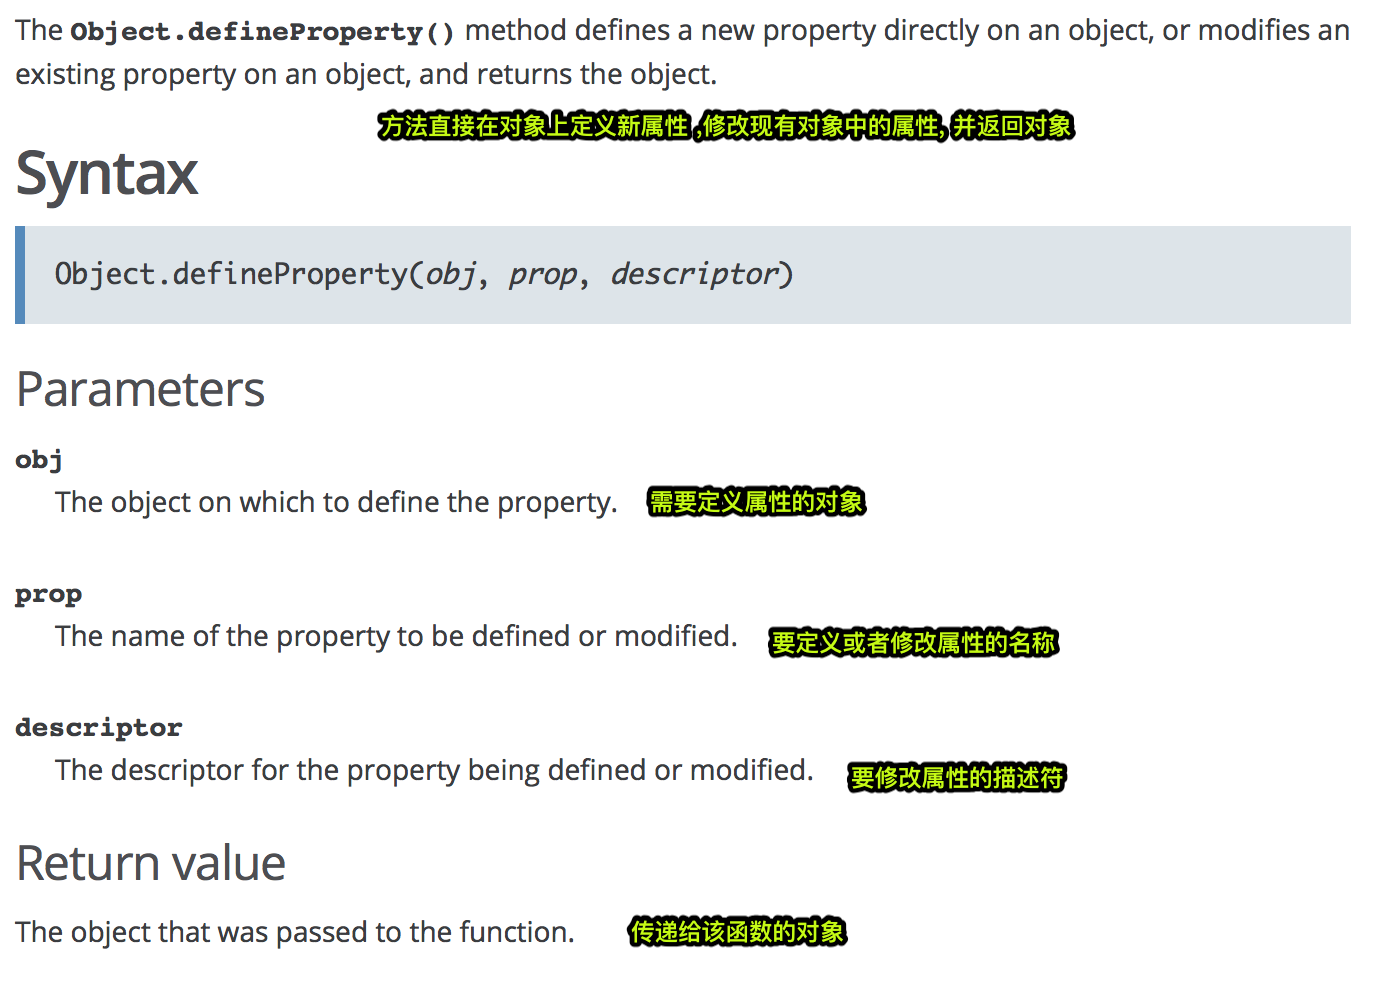 The Object.defineProperty() method defines a new property directly on an object, or modifies an
existing property on an object, and returns the object.
方法直接在对象上定义新属性 ,修改现有对象中的属性, 并返回对象
Syntax
Object.defineProperty(obj, prop, descriptor)
Parameters
obj
The object on which to define the property. 需要定义属性的对象
prop
The name of the property to be defined or modified. 要定义或者修改属性的名称
descriptor
The descriptor for the property being defined or modified. 要修改属性的描述符
Return value
The object that was passed to the function. 传递给该函数的对象